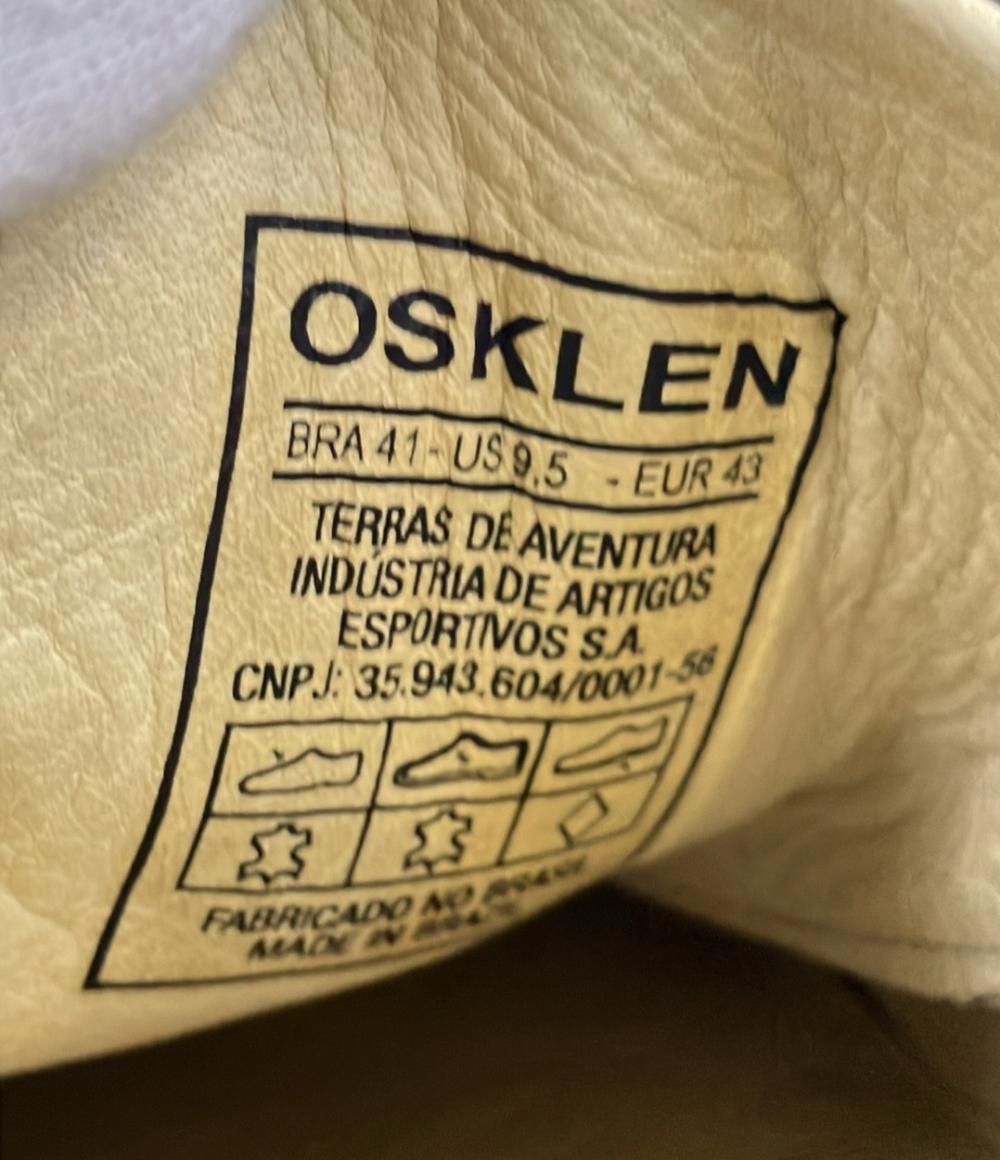 OSKLEN
BRA 41 - US 9,5 - EUR 43
TERRAS DE AVENTURA
INDÚSTRIA DE ARTIGOS
ESPORTIVOS S.A.
CNPJ: 35.943.604/0001-56
FABRICADO NO BRASIL
MADE IN BRAZIL